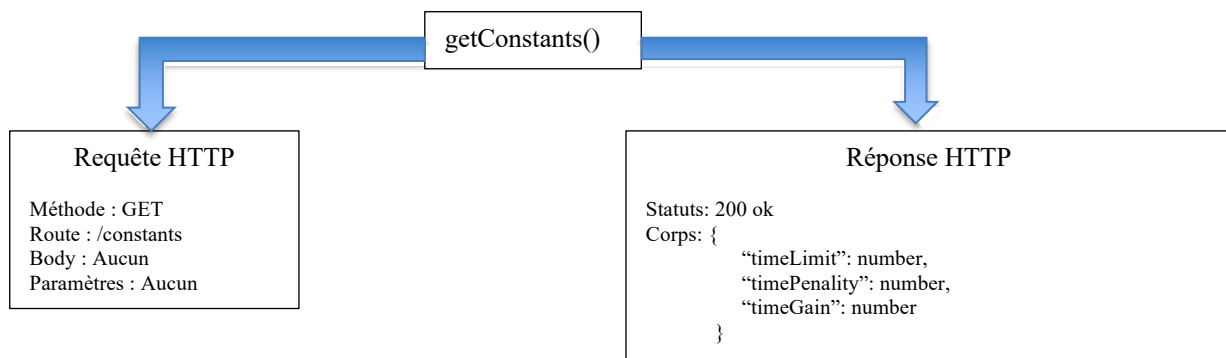 getConstants()
Requête HTTP
Méthode : GET
Route : /constants
Body : Aucun
Paramètres : Aucun
Réponse HTTP
Statuts: 200 ok
Corps: {
“timeLimit”: number,
“timePenality”: number,
“timeGain”: number
}